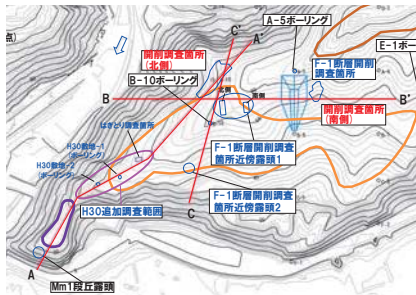 点)
C'
A'
A-5ボーリング
E-1ボー
開削調査箇所
(北側)
F-1断層開削調
査箇所
B-10ボーリング
北側
南側
B
B'
はぎとり調査箇所
開削調査箇所
(南側)
H30敷地-1
(ボーリング)
H30敷地-2
(ボーリング)
F-1断層開削調査
箇所近傍露頭1
H30追加調査範囲
F-1断層開削調査
箇所近傍露頭2
C
A
Mm1段丘露頭